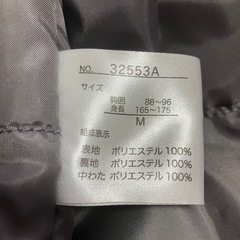 NO. 32553A
サイズ
胸囲 88~96
身長 165~175
M
組成表示
表地 ポリエステル100%
裏地 ポリエステル100%
中わた ポリエステル100%